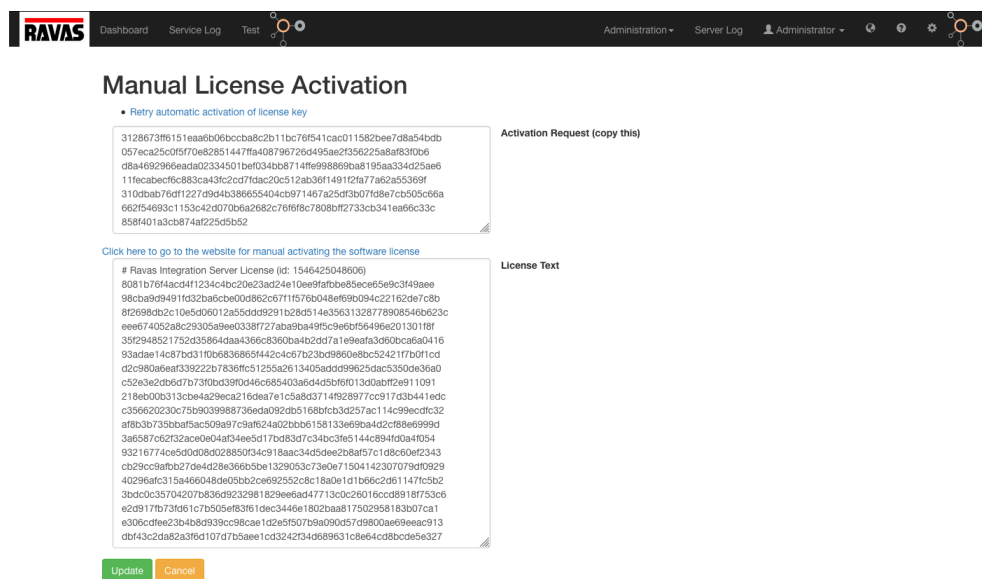 RAVAS
Dashboard Service Log Test
Administration Server Log Administrator
Manual License Activation
Retry automatic activation of license key
Activation Request (copy this)
3128673ff6151eaa6b06bccba8c2b11bc76f541cac011582bee7d8a54bdb
057eca25c0f5f70e82851447ffa408796726d495ae2f356225a8af83f0b6
d8a4692966eada02334501bef034bb8714ffe998869ba8195aa334d25ae6
11fecabecf6c883ca43fc2cd7fdac20c512ab36f1491f2fa77a62a55369f
310dbab76df1227d9d4b386655404cb971467a25df3b07fd8e7cb505c66a
662f54693c1153c42d070b6a2682c76f6f8c7808bff2733cb341ea66c33c
858f401a3cb874af225d5b52
Click here to go to the website for manual activating the software license
License Text
# Ravas Integration Server License (id: 1546425048606)
8081b76f4acd4f1234c4bc20e23ad24e10ee9fafbbe85ece65e9c3f49aee
98cba9d9491fd32ba6cbe00d862c67f1f576b048ef69b094c22162de7c8b
8f2698db2c10e5d06012a55ddd9291b28d514e35631328778908546b623c
eee674052a8c29305a9ee0338f727aba9ba49f5c9e6bf56496e201301f8f
35f2948521752d35864daa4366c8360ba4b2dd7a1e9eafa3d60bca6a0416
93adae14c87bd31f0b6836865f442c4c67b23bd9860e8bc52421f7b0f1cd
d2c980a6eaf339222b7836ffc51255a2613405addd99625dac5350de36a0
c52e3e2db6d7b73f0bd39f0d46c685403a6d4d5bf6f013d0abff2e911091
218eb00b313cbe4a29eca216dea7e1c5a8d3714f928977cc917d3b441edc
c356620230c75b9039988736eda092db5168bfcb3d257ac114c99ecdfc32
af8b3b735bbaf5ac509a97c9af624a02bbb6158133e69ba4d2cf88e6999d
3a6587c62f32ace0e04af34ee5d17bd83d7c34bc3fe5144c894fd0a4f054
93216774ce5d0d08d028850f34c918aac34d5dee2b8af57c1d8c60ef2343
cb29cc9afbb27de4d28e366b5be1329053c73e0e71504142307079df0929
40296afc315a466048de05bb2ce692552c8c18a0e1d1b66c2d61147fc5b2
3bdc0c35704207b836d9232981829ee6ad47713c0c26016ccd8918f753c6
e2d917fb73fd61c7b505ef83f61dec3446e1802baa817502958183b07ca1
e306cdfee23b4b8d939cc98cae1d2e5f507b9a090d57d9800ae69eeac913
dbf43c2da82a3f6d107d7b5aee1cd3242f34d689631c8e64cd8bcde5e327
Update Cancel